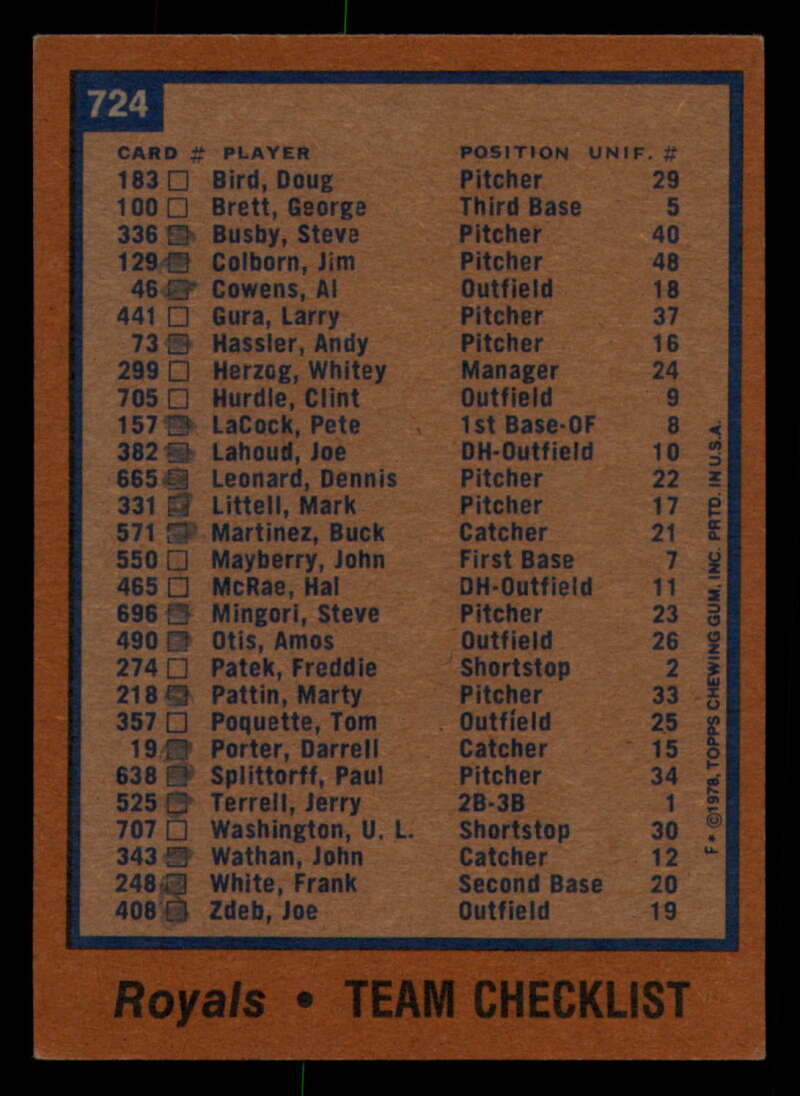 724
CARD # PLAYER POSITION UNIF. #
183 □ Bird, Doug Pitcher 29
100 □ Brett, George Third Base 5
336 □ Busby, Steve Pitcher 40
129 □ Colborn, Jim Pitcher 48
46 □ Cowens, Al Outfield 18
441 □ Gura, Larry Pitcher 37
73 □ Hassler, Andy Pitcher 16
299 □ Herzog, Whitey Manager 24
705 □ Hurdle, Clint Outfield 9
157 □ LaCock, Pete 1st Base-OF 8
382 □ Lahoud, Joe DH-Outfield 10
665 □ Leonard, Dennis Pitcher 22
331 □ Littell, Mark Pitcher 17
571 □ Martinez, Buck Catcher 21
550 □ Mayberry, John First Base 7
465 □ McRae, Hal DH-Outfield 11
696 □ Mingori, Steve Pitcher 23
490 □ Otis, Amos Outfield 26
274 □ Patek, Freddie Shortstop 2
218 □ Pattin, Marty Pitcher 33
357 □ Poquette, Tom Outfield 25
19 □ Porter, Darrell Catcher 15
638 □ Splittorff, Paul Pitcher 34
525 □ Terrell, Jerry 2B-3B 1
707 □ Washington, U. L. Shortstop 30
343 □ Wathan, John Catcher 12
248 □ White, Frank Second Base 20
408 □ Zdeb, Joe Outfield 19
F* ©1978, TOPPS CHEWING GUM, INC. PRTD. IN U.S.A.
Royals • TEAM CHECKLIST